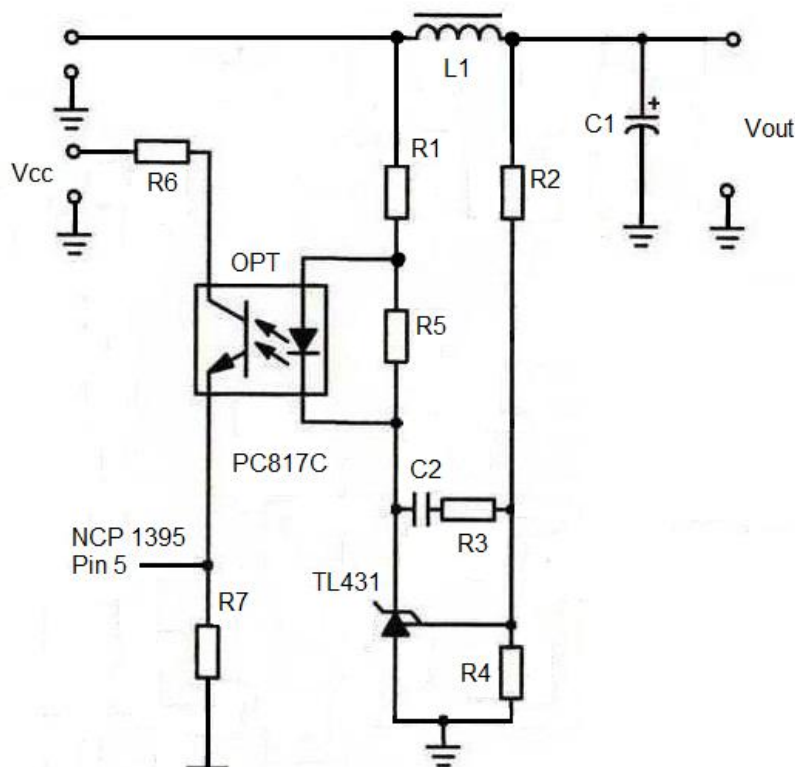 L1
+
C1
Vout
R1
R2
Vcc
R6
OPT
R5
PC817C
C2
R3
NCP 1395
Pin 5
TL431
R7
R4